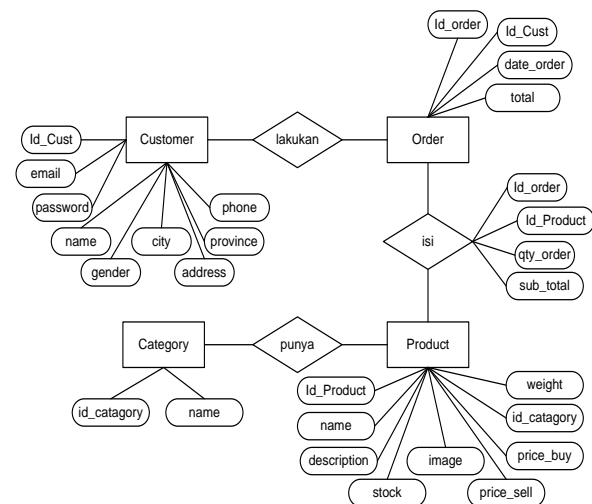 Id_order
Id_Cust
date_order
total
Id_Cust
Customer
lakukan
Order
email
password
name
gender
city
address
province
phone
isi
Id_order
Id_Product
qty_order
sub_total
Category
punya
Product
id_catagory
name
Id_Product
name
description
stock
image
price_sell
price_buy
id_catagory
weight